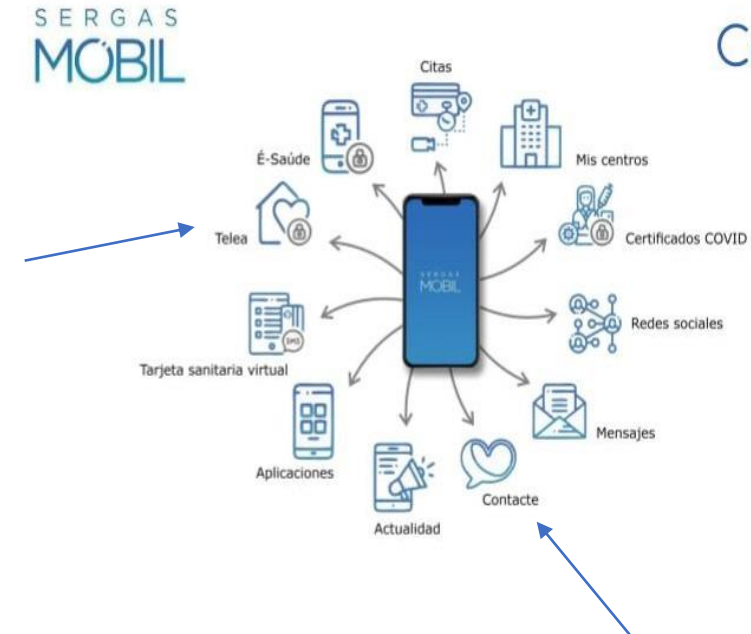 SERGAS
MÓBIL
C
Citas
É-Saúde
Mis centros
Telea
Certificados COVID
SERGAS
MÓBIL
Redes sociales
SMS
Tarjeta sanitaria virtual
Mensajes
Aplicaciones
Contacte
Actualidad